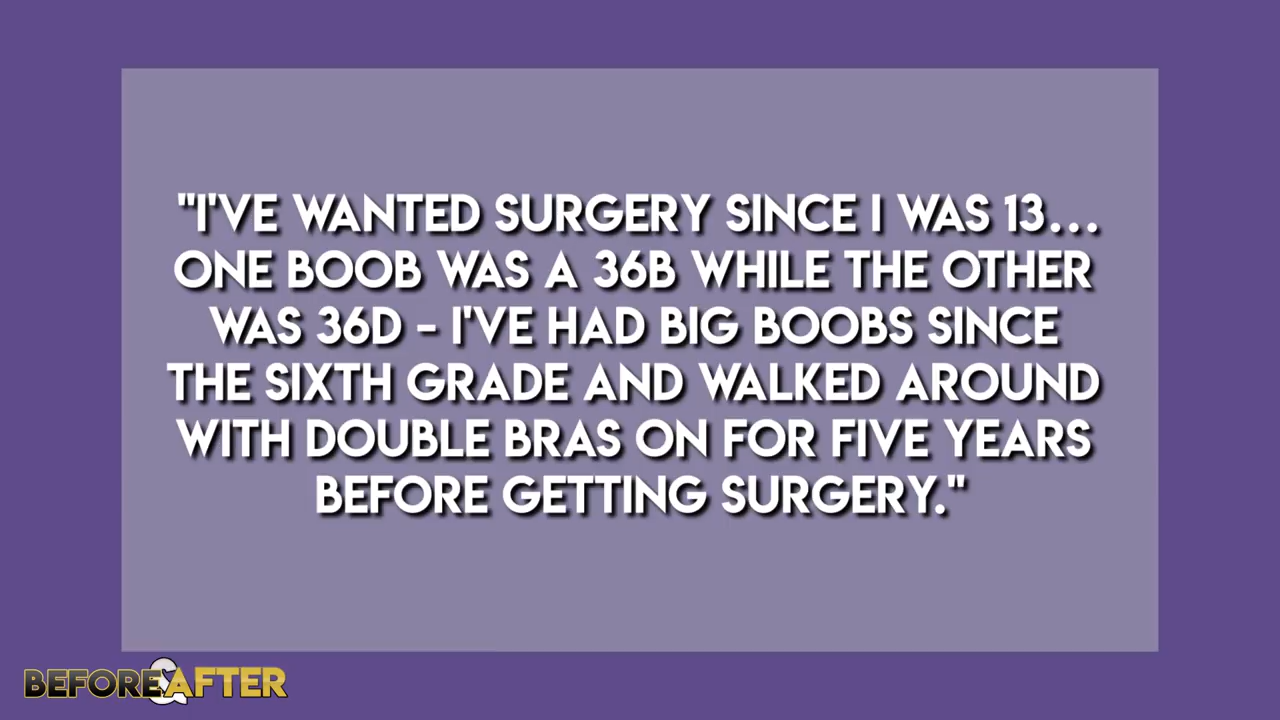 "I'VE WANTED SURGERY SINCE I WAS 13...
ONE BOOB WAS A 36B WHILE THE OTHER
WAS 36D - I'VE HAD BIG BOOBS SINCE
THE SIXTH GRADE AND WALKED AROUND
WITH DOUBLE BRAS ON FOR FIVE YEARS
BEFORE GETTING SURGERY."
BEFORE&AFTER